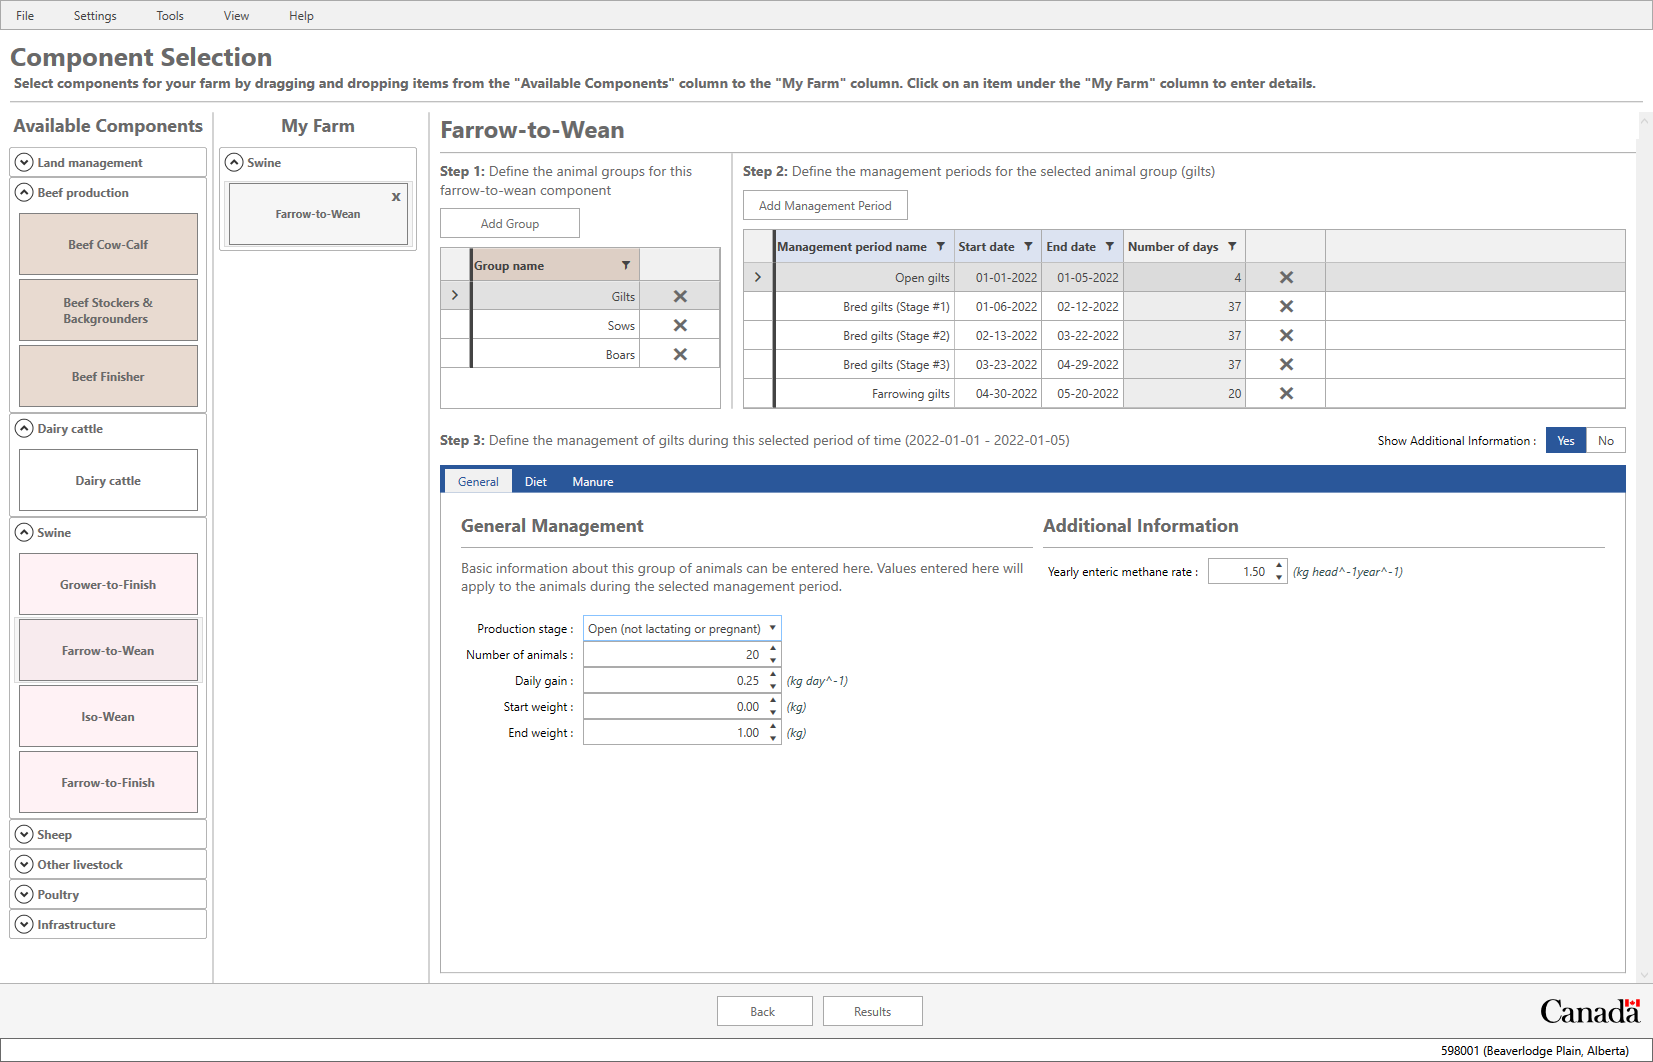 File Settings Tools View Help
Component Selection
Select components for your farm by dragging and dropping items from the "Available Components" column to the "My Farm" column. Click on an item under the "My Farm" column to enter details.
Available Components
Land management
Beef production
Beef Cow-Calf
Beef Stockers &
Backgrounders
Beef Finisher
Dairy cattle
Dairy cattle
Swine
Grower-to-Finish
Farrow-to-Wean
Iso-Wean
Farrow-to-Finish
Sheep
Other livestock
Poultry
Infrastructure
My Farm
Swine
x
Farrow-to-Wean
Farrow-to-Wean
Step 1: Define the animal groups for this
farrow-to-wean component
Add Group
Group name
Gilts
Sows
Boars
Step 2: Define the management periods for the selected animal group (gilts)
Add Management Period
Management period name Start date End date Number of days
Open gilts 01-01-2022 01-05-2022 4
Bred gilts (Stage #1) 01-06-2022 02-12-2022 37
Bred gilts (Stage #2) 02-13-2022 03-22-2022 37
Bred gilts (Stage #3) 03-23-2022 04-29-2022 37
Farrowing gilts 04-30-2022 05-20-2022 20
Step 3: Define the management of gilts during this selected period of time (2022-01-01 - 2022-01-05)
Show Additional Information : Yes No
General Diet Manure
General Management
Basic information about this group of animals can be entered here. Values entered here will
apply to the animals during the selected management period.
Production stage : Open (not lactating or pregnant)
Number of animals : 20
Daily gain : 0.25 (kg day^-1)
Start weight : 0.00 (kg)
End weight : 1.00 (kg)
Additional Information
Yearly enteric methane rate : 1.50 (kg head^-1year^-1)
Back Results
Canada
598001 (Beaverlodge Plain, Alberta)